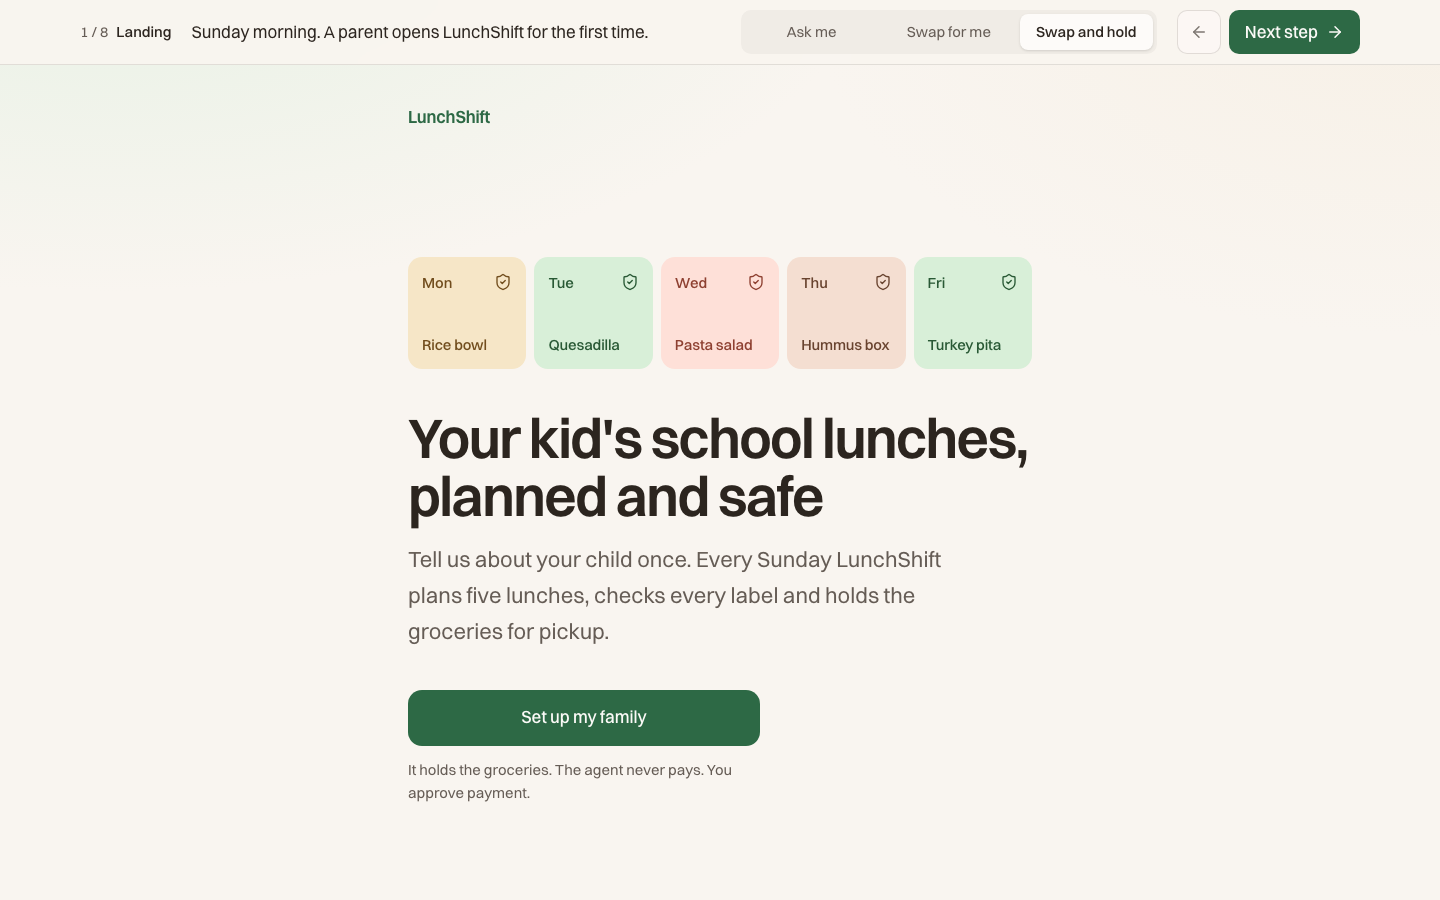 1 / 8 Landing Sunday morning. A parent opens LunchShift for the first time. Ask me Swap for me Swap and hold Next step
LunchShift
Mon Tue Wed Thu Fri
Rice bowl Quesadilla Pasta salad Hummus box Turkey pita
Your kid's school lunches,
planned and safe
Tell us about your child once. Every Sunday LunchShift
plans five lunches, checks every label and holds the
groceries for pickup.
Set up my family
It holds the groceries. The agent never pays. You
approve payment.